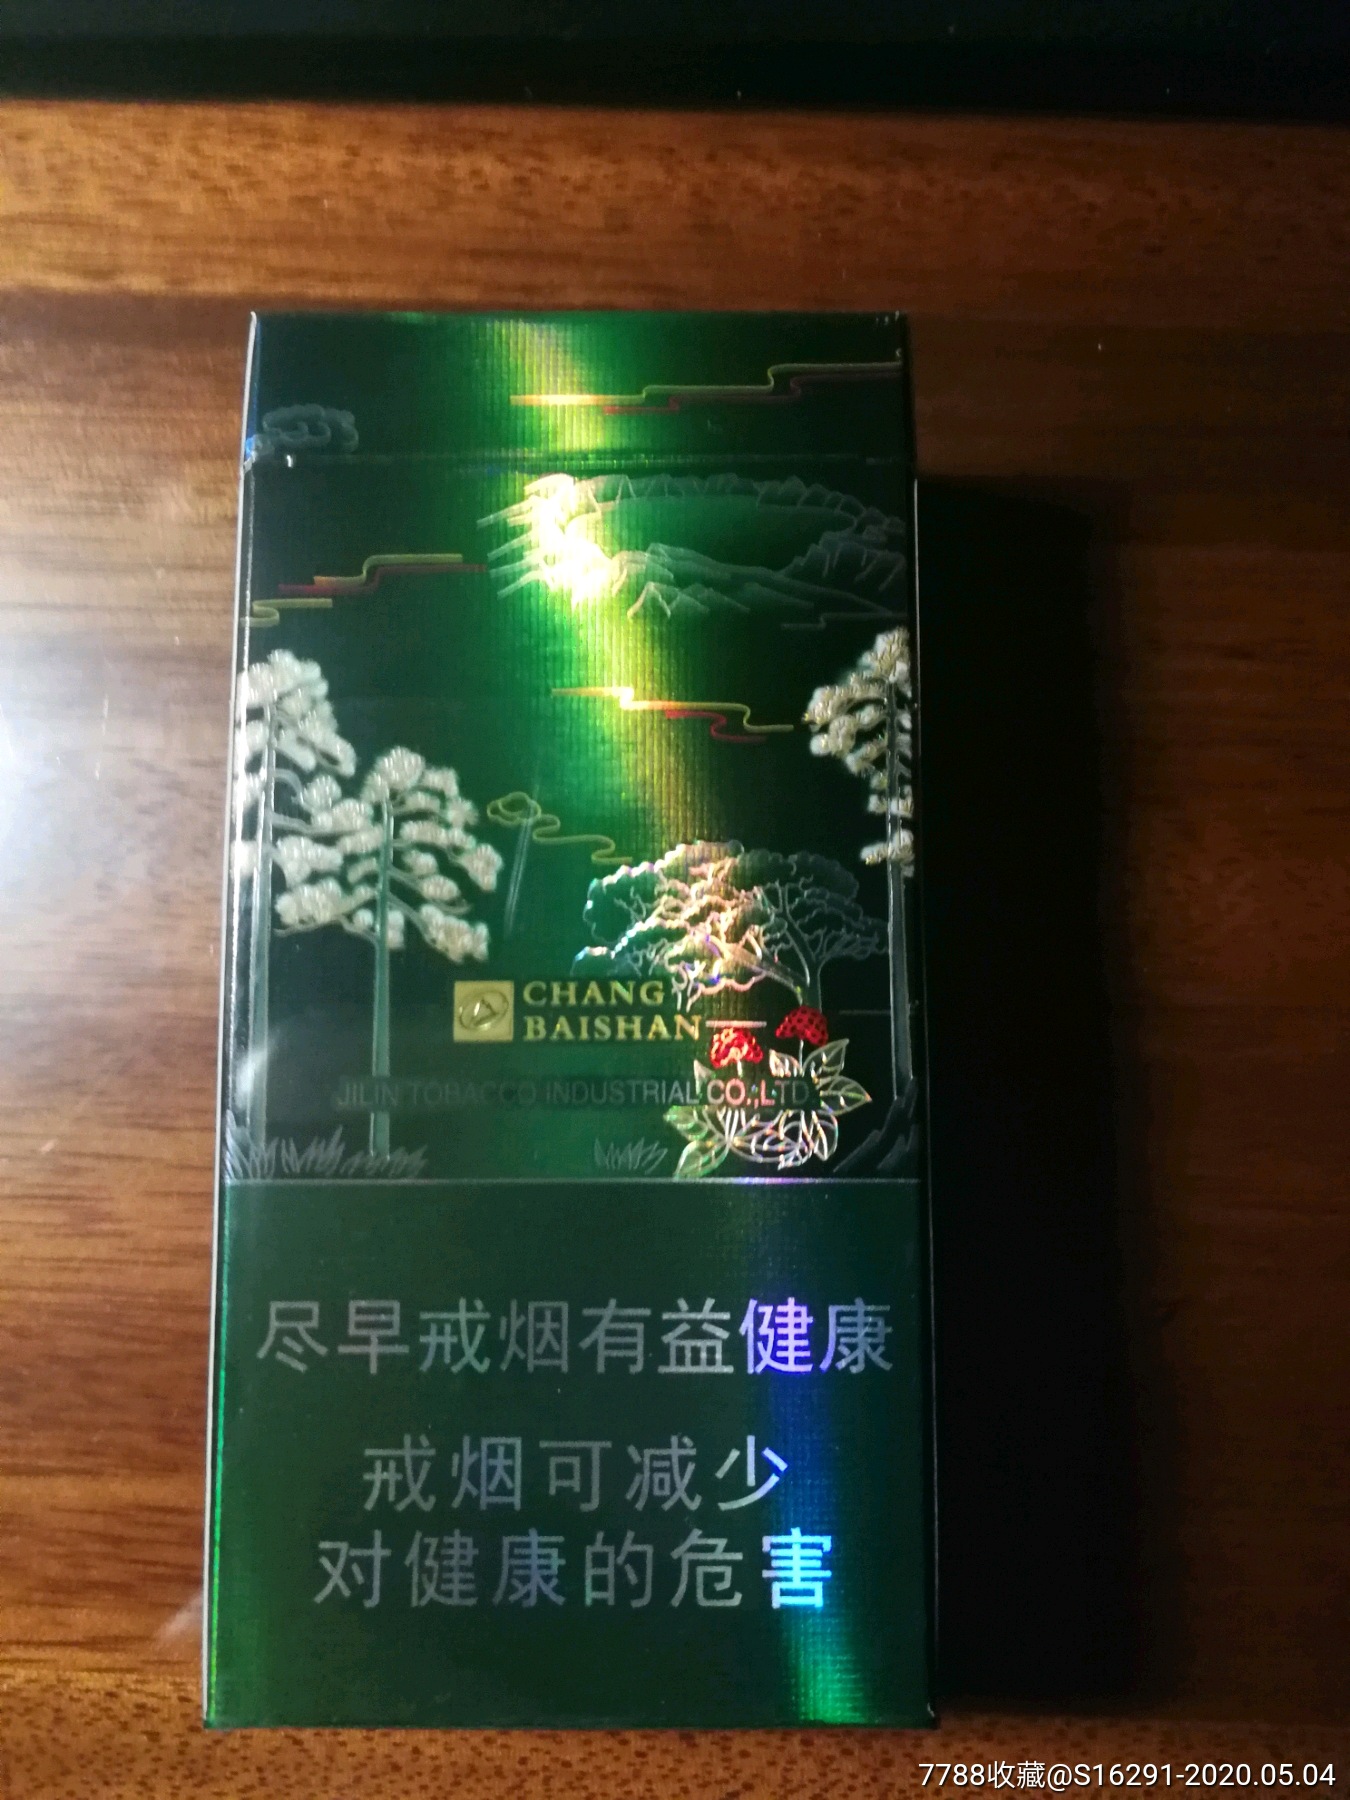 CHANG
BAISHAN
JILIN TOBACCO INDUSTRIAL CO.,LTD
尽早戒烟有益健康
戒烟可减少
对健康的危害
7788收藏@S16291-2020.05.04